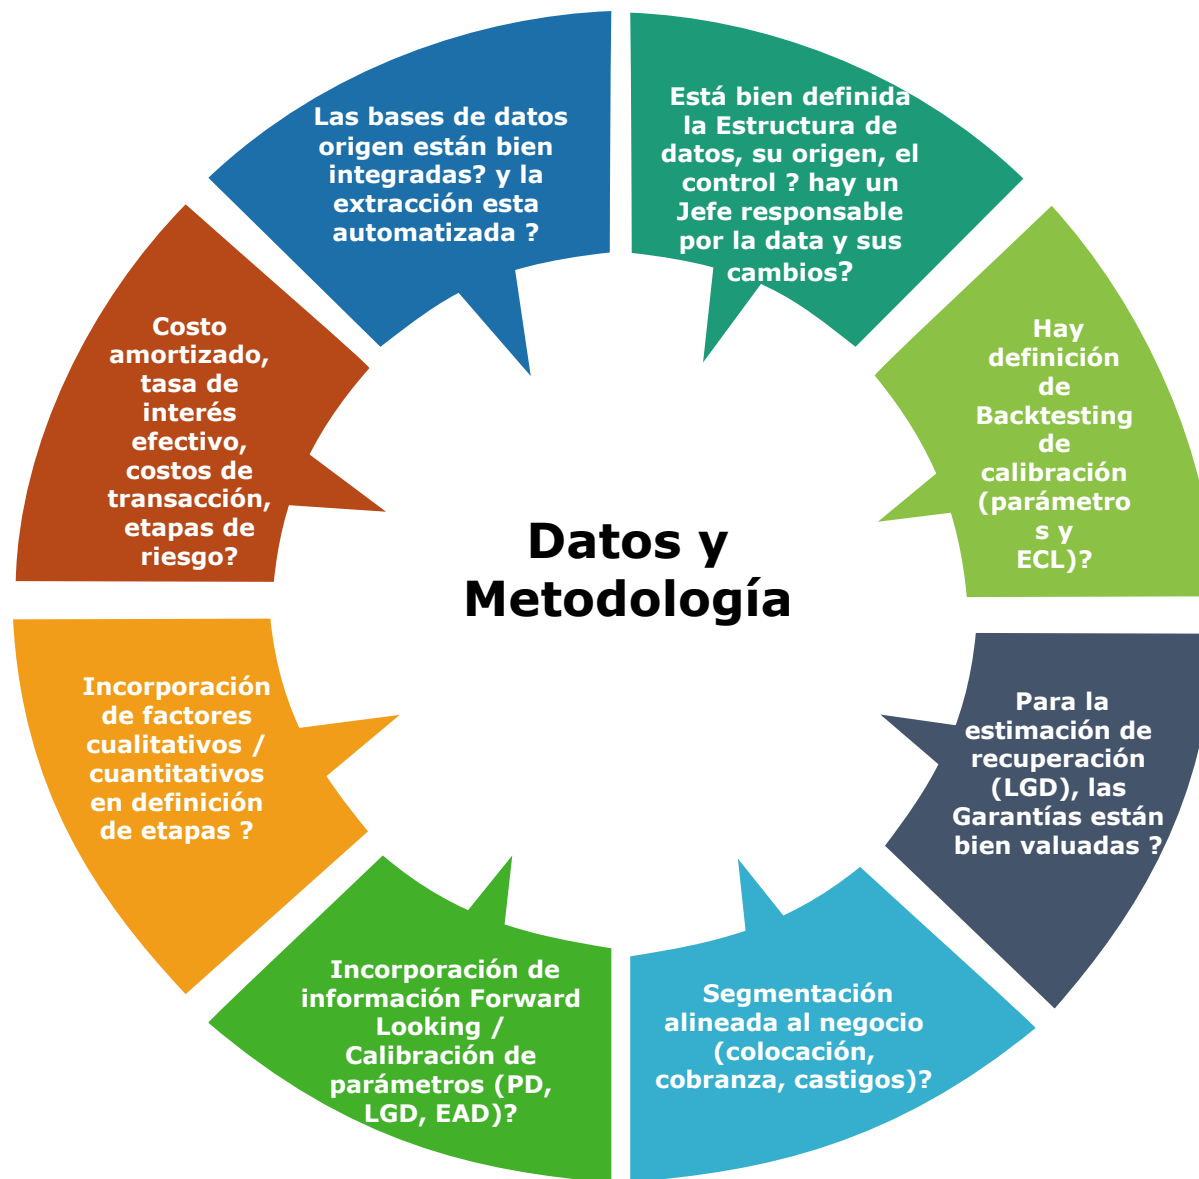 Las bases de datos
origen están bien
integradas? y la
extracción esta
automatizada ?
Está bien definida
la Estructura de
datos, su origen, el
control ? hay un
Jefe responsable
por la data y sus
cambios?
Hay
definición
de
Backtesting
de
calibración
(parámetro
s y
ECL)?
Para la
estimación de
recuperación
(LGD), las
Garantías están
bien valuadas ?
Segmentación
alineada al negocio
(colocación,
cobranza, castigos)?
Incorporación de
información Forward
Looking /
Calibración de
parámetros (PD,
LGD, EAD)?
Incorporación
de factores
cualitativos /
cuantitativos
en definición
de etapas ?
Costo
amortizado,
tasa de
interés
efectivo,
costos de
transacción,
etapas de
riesgo?
Datos y
Metodología